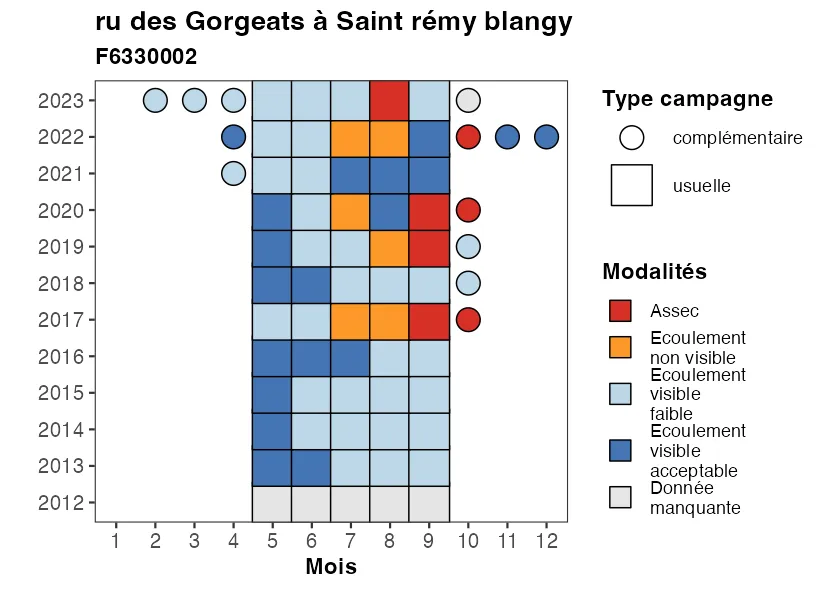 ru des Gorgeats à Saint rémy blangy
F6330002
2023
2022
2021
2020
2019
2018
2017
2016
2015
2014
2013
2012
1 2 3 4 5 6 7 8 9 10 11 12
Mois
Type campagne
complémentaire
usuelle
Modalités
Assec
Ecoulement
non visible
Ecoulement
visible
faible
Ecoulement
visible
acceptable
Donnée
manquante